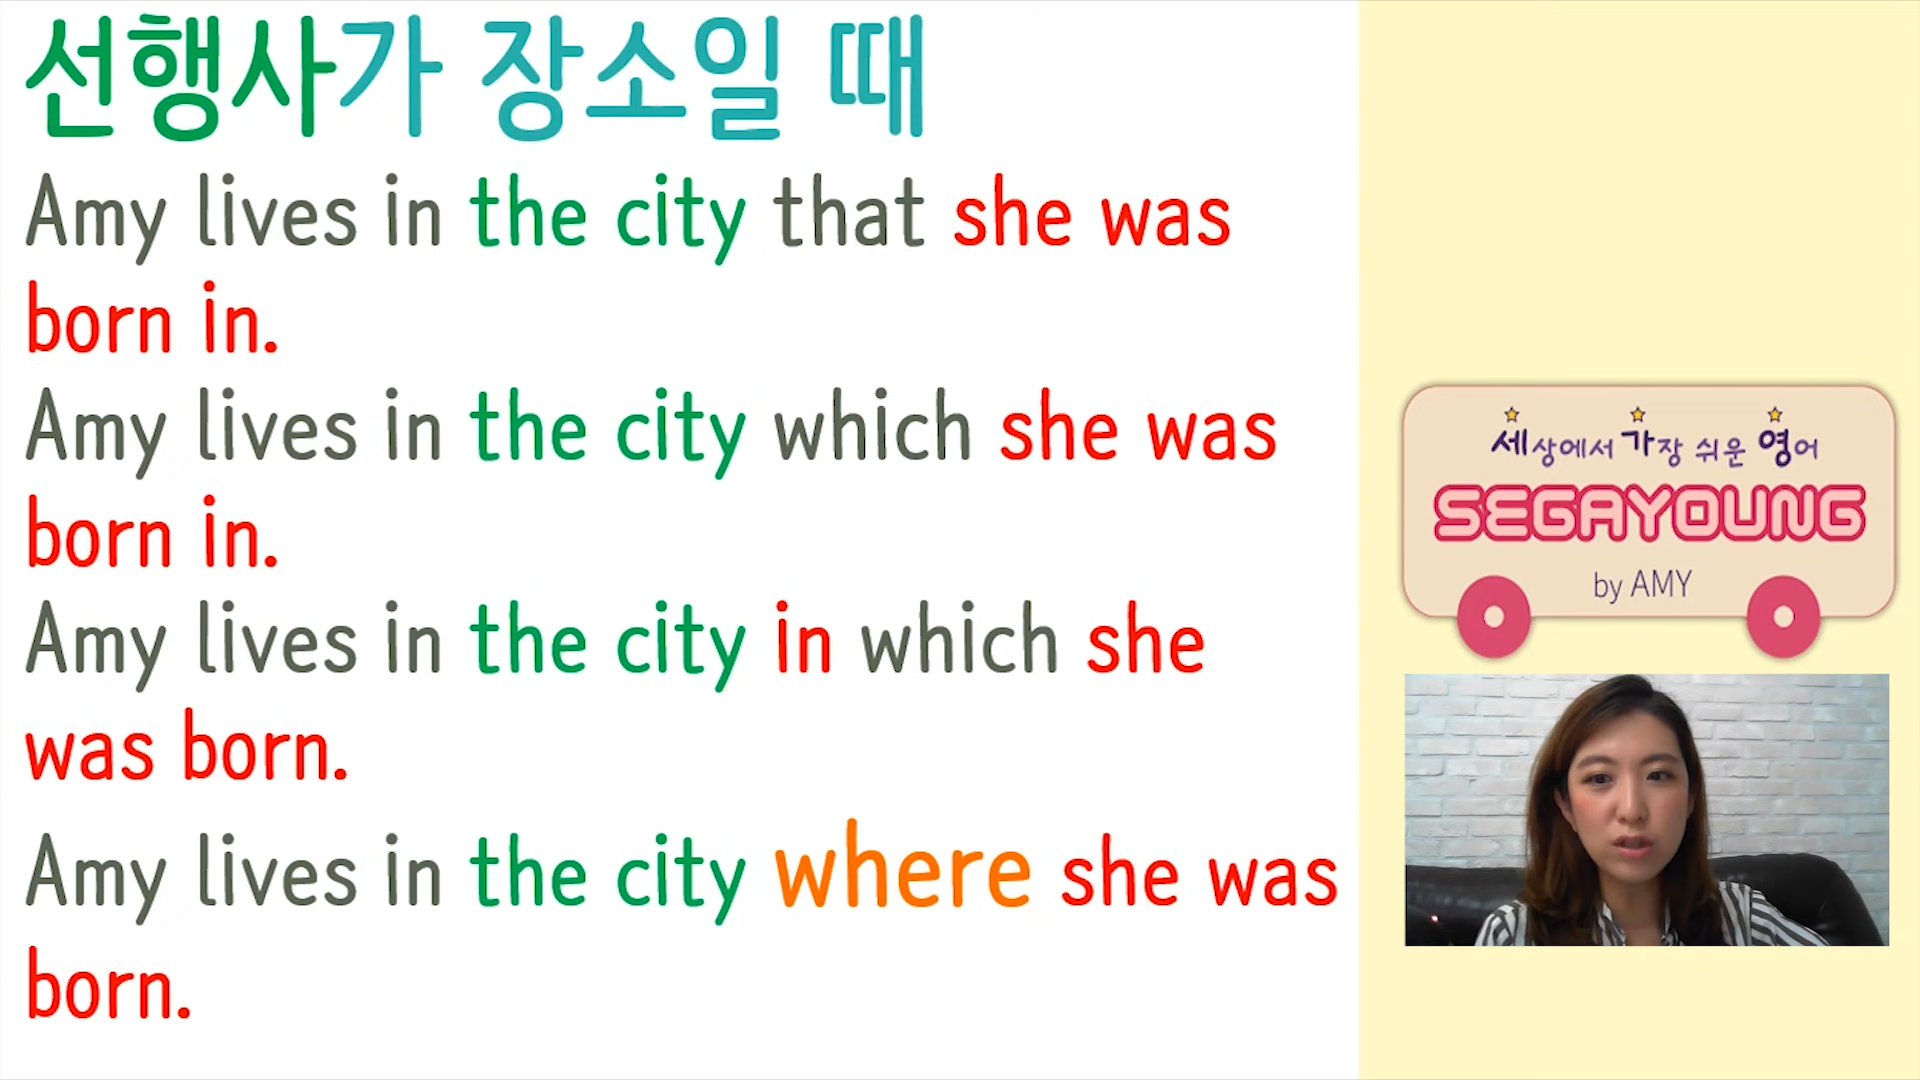 선행사가 장소일 때
Amy lives in the city that she was
born in.
Amy lives in the city which she was
born in.
Amy lives in the city in which she
was born.
Amy lives in the city where she was
born.
세상에서 가장 쉬운 영어
SEGAYOUNG
by AMY